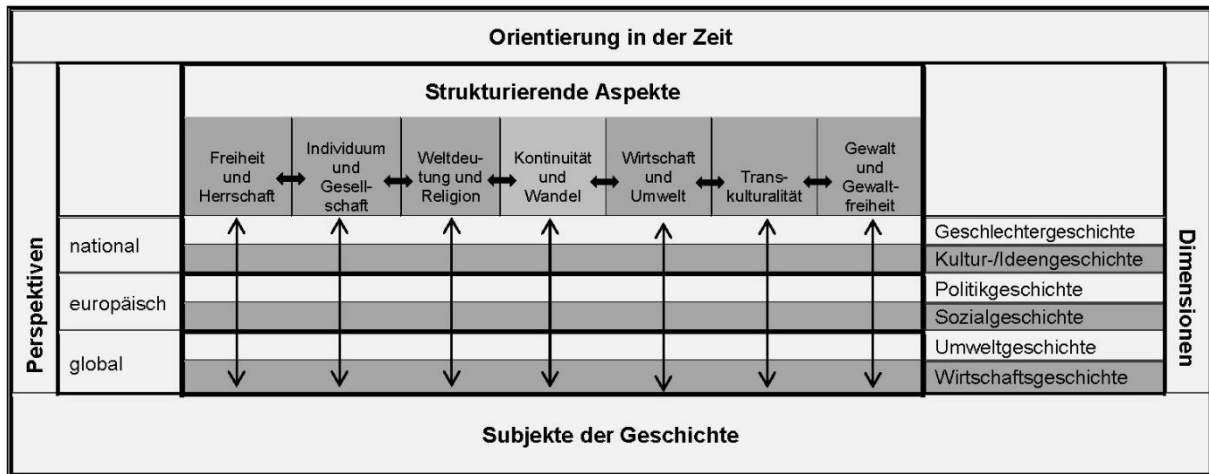 Orientierung in der Zeit
Perspektiven
Strukturierende Aspekte
Freiheit
und
Herrschaft
Individuum
und
Gesell-
schaft
Weltdeu-
tung und
Religion
Kontinuität
und
Wandel
Wirtschaft
und
Umwelt
Trans-
kulturalität
Gewalt
und
Gewalt-
freiheit
national
europäisch
global
Geschlechtergeschichte
Kultur-/Ideengeschichte
Politikgeschichte
Sozialgeschichte
Umweltgeschichte
Wirtschaftsgeschichte
Dimensionen
Subjekte der Geschichte